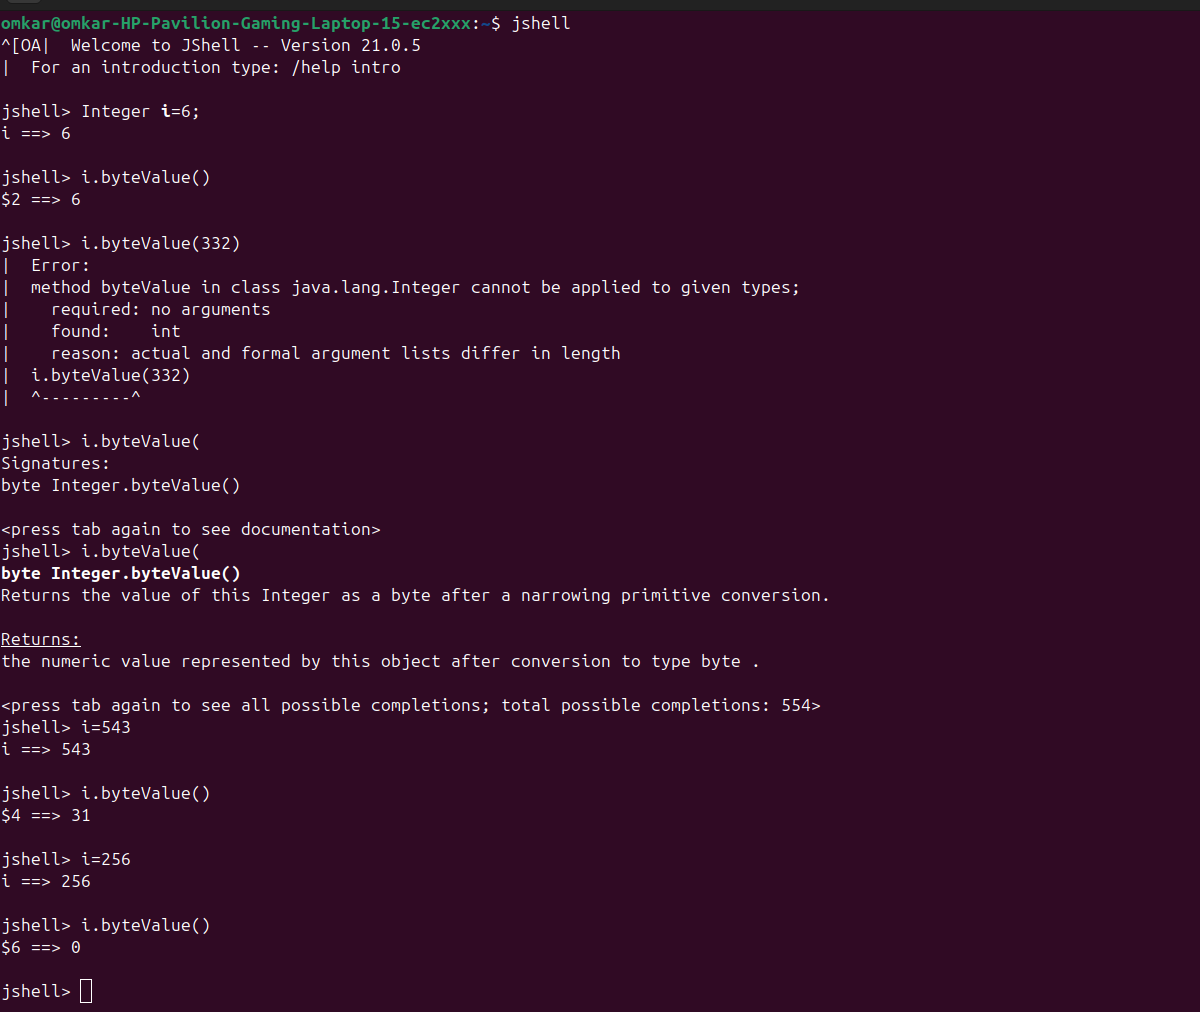 omkar@omkar-HP-Pavilion-Gaming-Laptop-15-ec2xxx:~$ jshell
^[OA|  Welcome to JShell -- Version 21.0.5
|  For an introduction type: /help intro

jshell> Integer i=6;
i ==> 6

jshell> i.byteValue()
$2 ==> 6

jshell> i.byteValue(332)
|  Error:
|  method byteValue in class java.lang.Integer cannot be applied to given types;
|    required: no arguments
|    found:    int
|    reason: actual and formal argument lists differ in length
|  i.byteValue(332)
|  ^---------^

jshell> i.byteValue(
Signatures:
byte Integer.byteValue()

<press tab again to see documentation>
jshell> i.byteValue(
byte Integer.byteValue()
Returns the value of this Integer as a byte after a narrowing primitive conversion.

Returns:
the numeric value represented by this object after conversion to type byte .

<press tab again to see all possible completions; total possible completions: 554>
jshell> i=543
i ==> 543

jshell> i.byteValue()
$4 ==> 31

jshell> i=256
i ==> 256

jshell> i.byteValue()
$6 ==> 0

jshell>